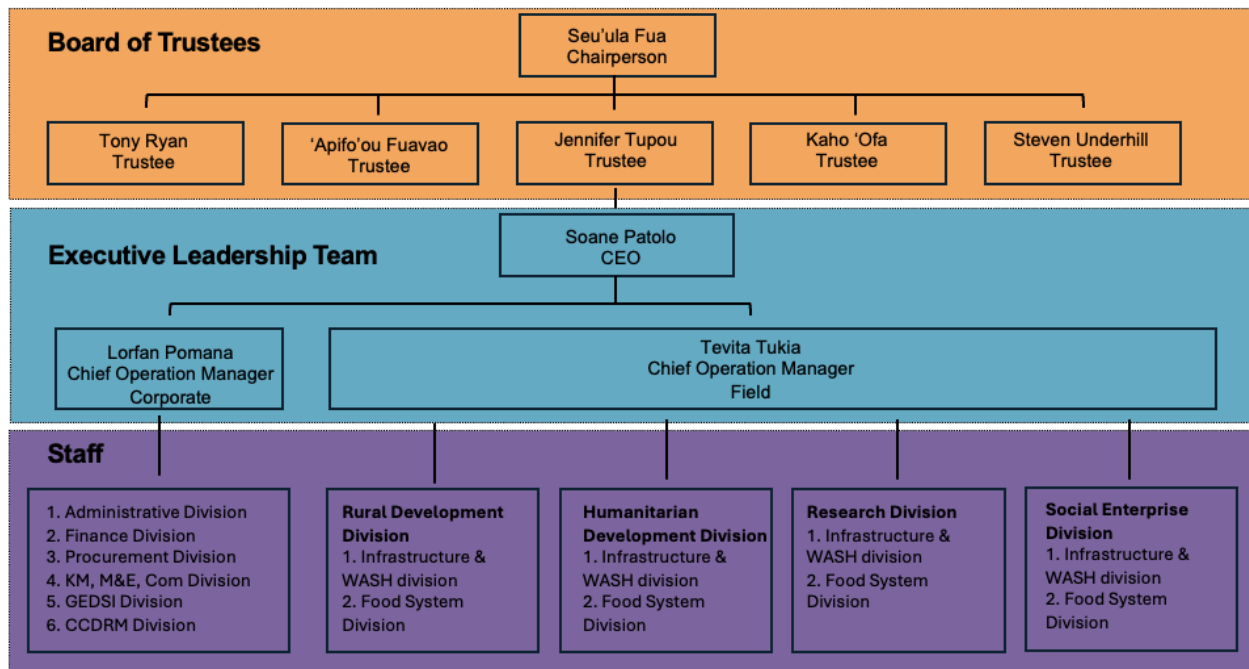 Board of Trustees
Seu’ula Fua
Chairperson
Tony Ryan
Trustee
‘Apifo’ou Fuavao
Trustee
Jennifer Tupou
Trustee
Kaho ‘Ofa
Trustee
Steven Underhill
Trustee
Executive Leadership Team
Soane Patolo
CEO
Lorfan Pomana
Chief Operation Manager
Corporate
Tevita Tukia
Chief Operation Manager
Field
Staff
1. Administrative Division
2. Finance Division
3. Procurement Division
4. KM, M&E, Com Division
5. GEDSI Division
6. CCDRM Division
Rural Development
Division
1. Infrastructure &
WASH division
2. Food System
Division
Humanitarian
Development Division
1. Infrastructure &
WASH division
2. Food System
Division
Research Division
1. Infrastructure &
WASH division
2. Food System
Division
Social Enterprise
Division
1. Infrastructure &
WASH division
2. Food System
Division